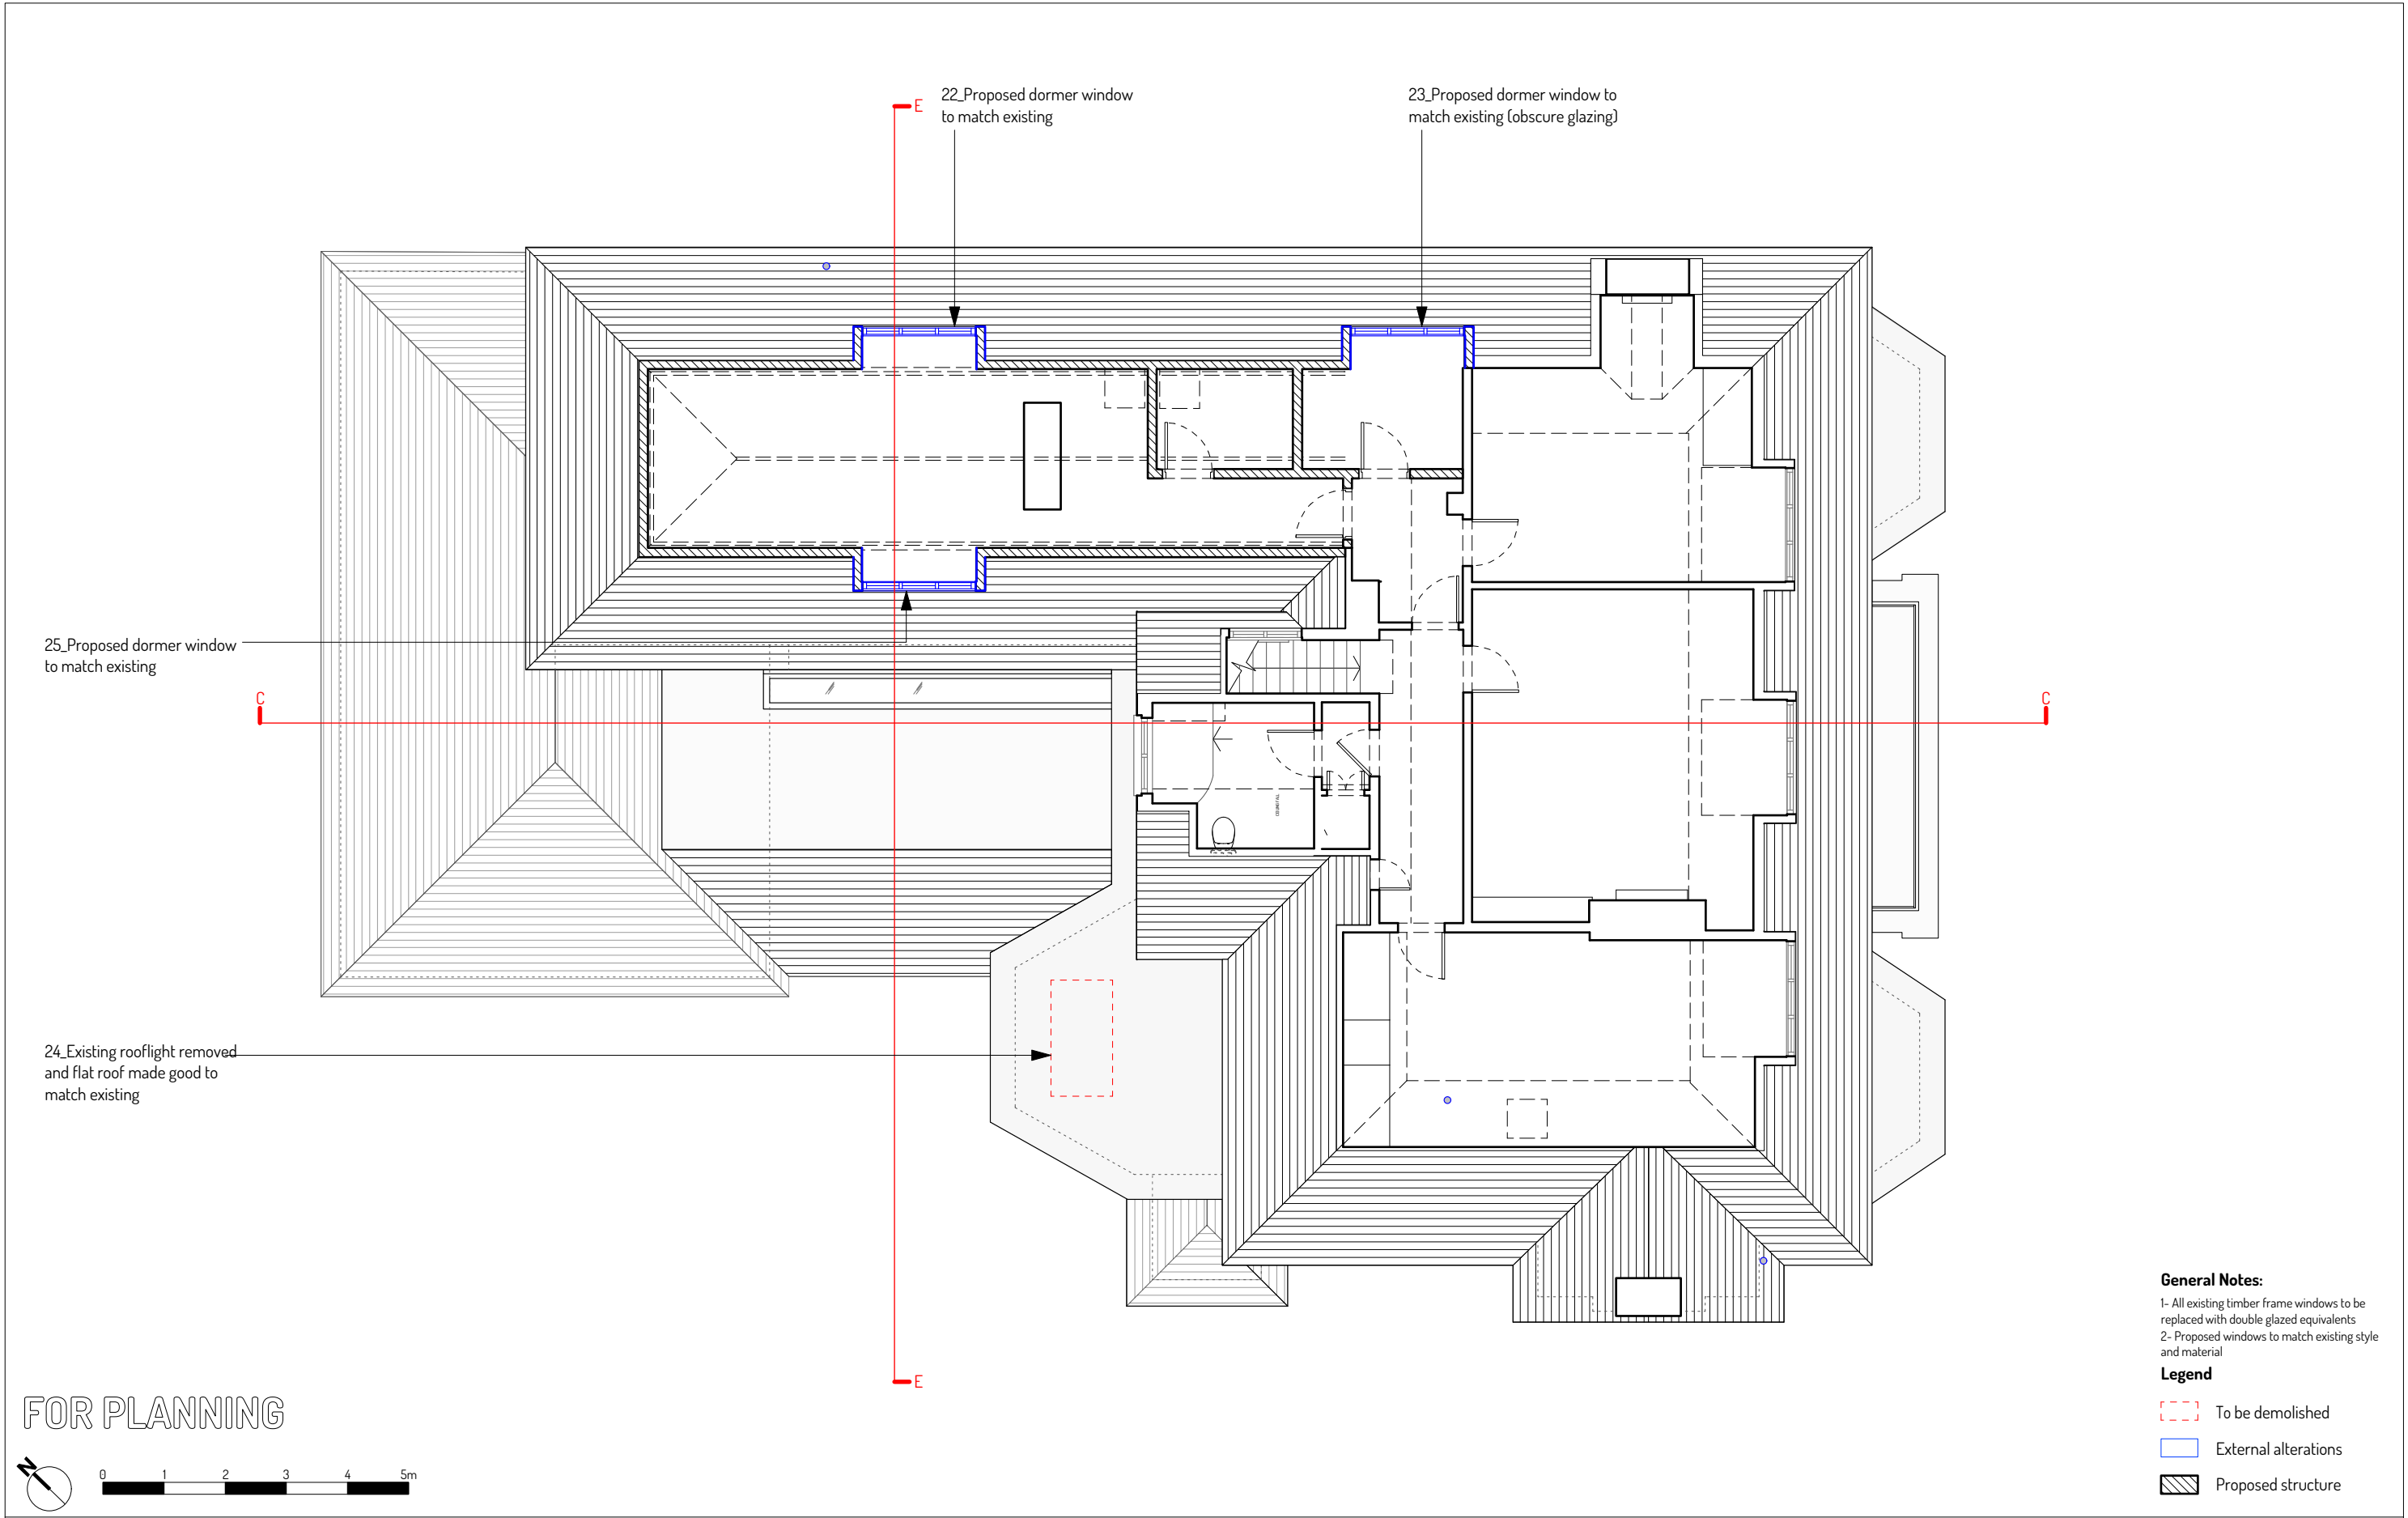 E
22_Proposed dormer window
to match existing
23_Proposed dormer window to
match existing (obscure glazing)
25_Proposed dormer window
to match existing
C
C
24_Existing rooflight removed
and flat roof made good to
match existing
E
General Notes:
1- All existing timber frame windows to be
replaced with double glazed equivalents
2- Proposed windows to match existing style
and material
Legend
To be demolished
External alterations
Proposed structure
FOR PLANNING
N
0 1 2 3 4 5m